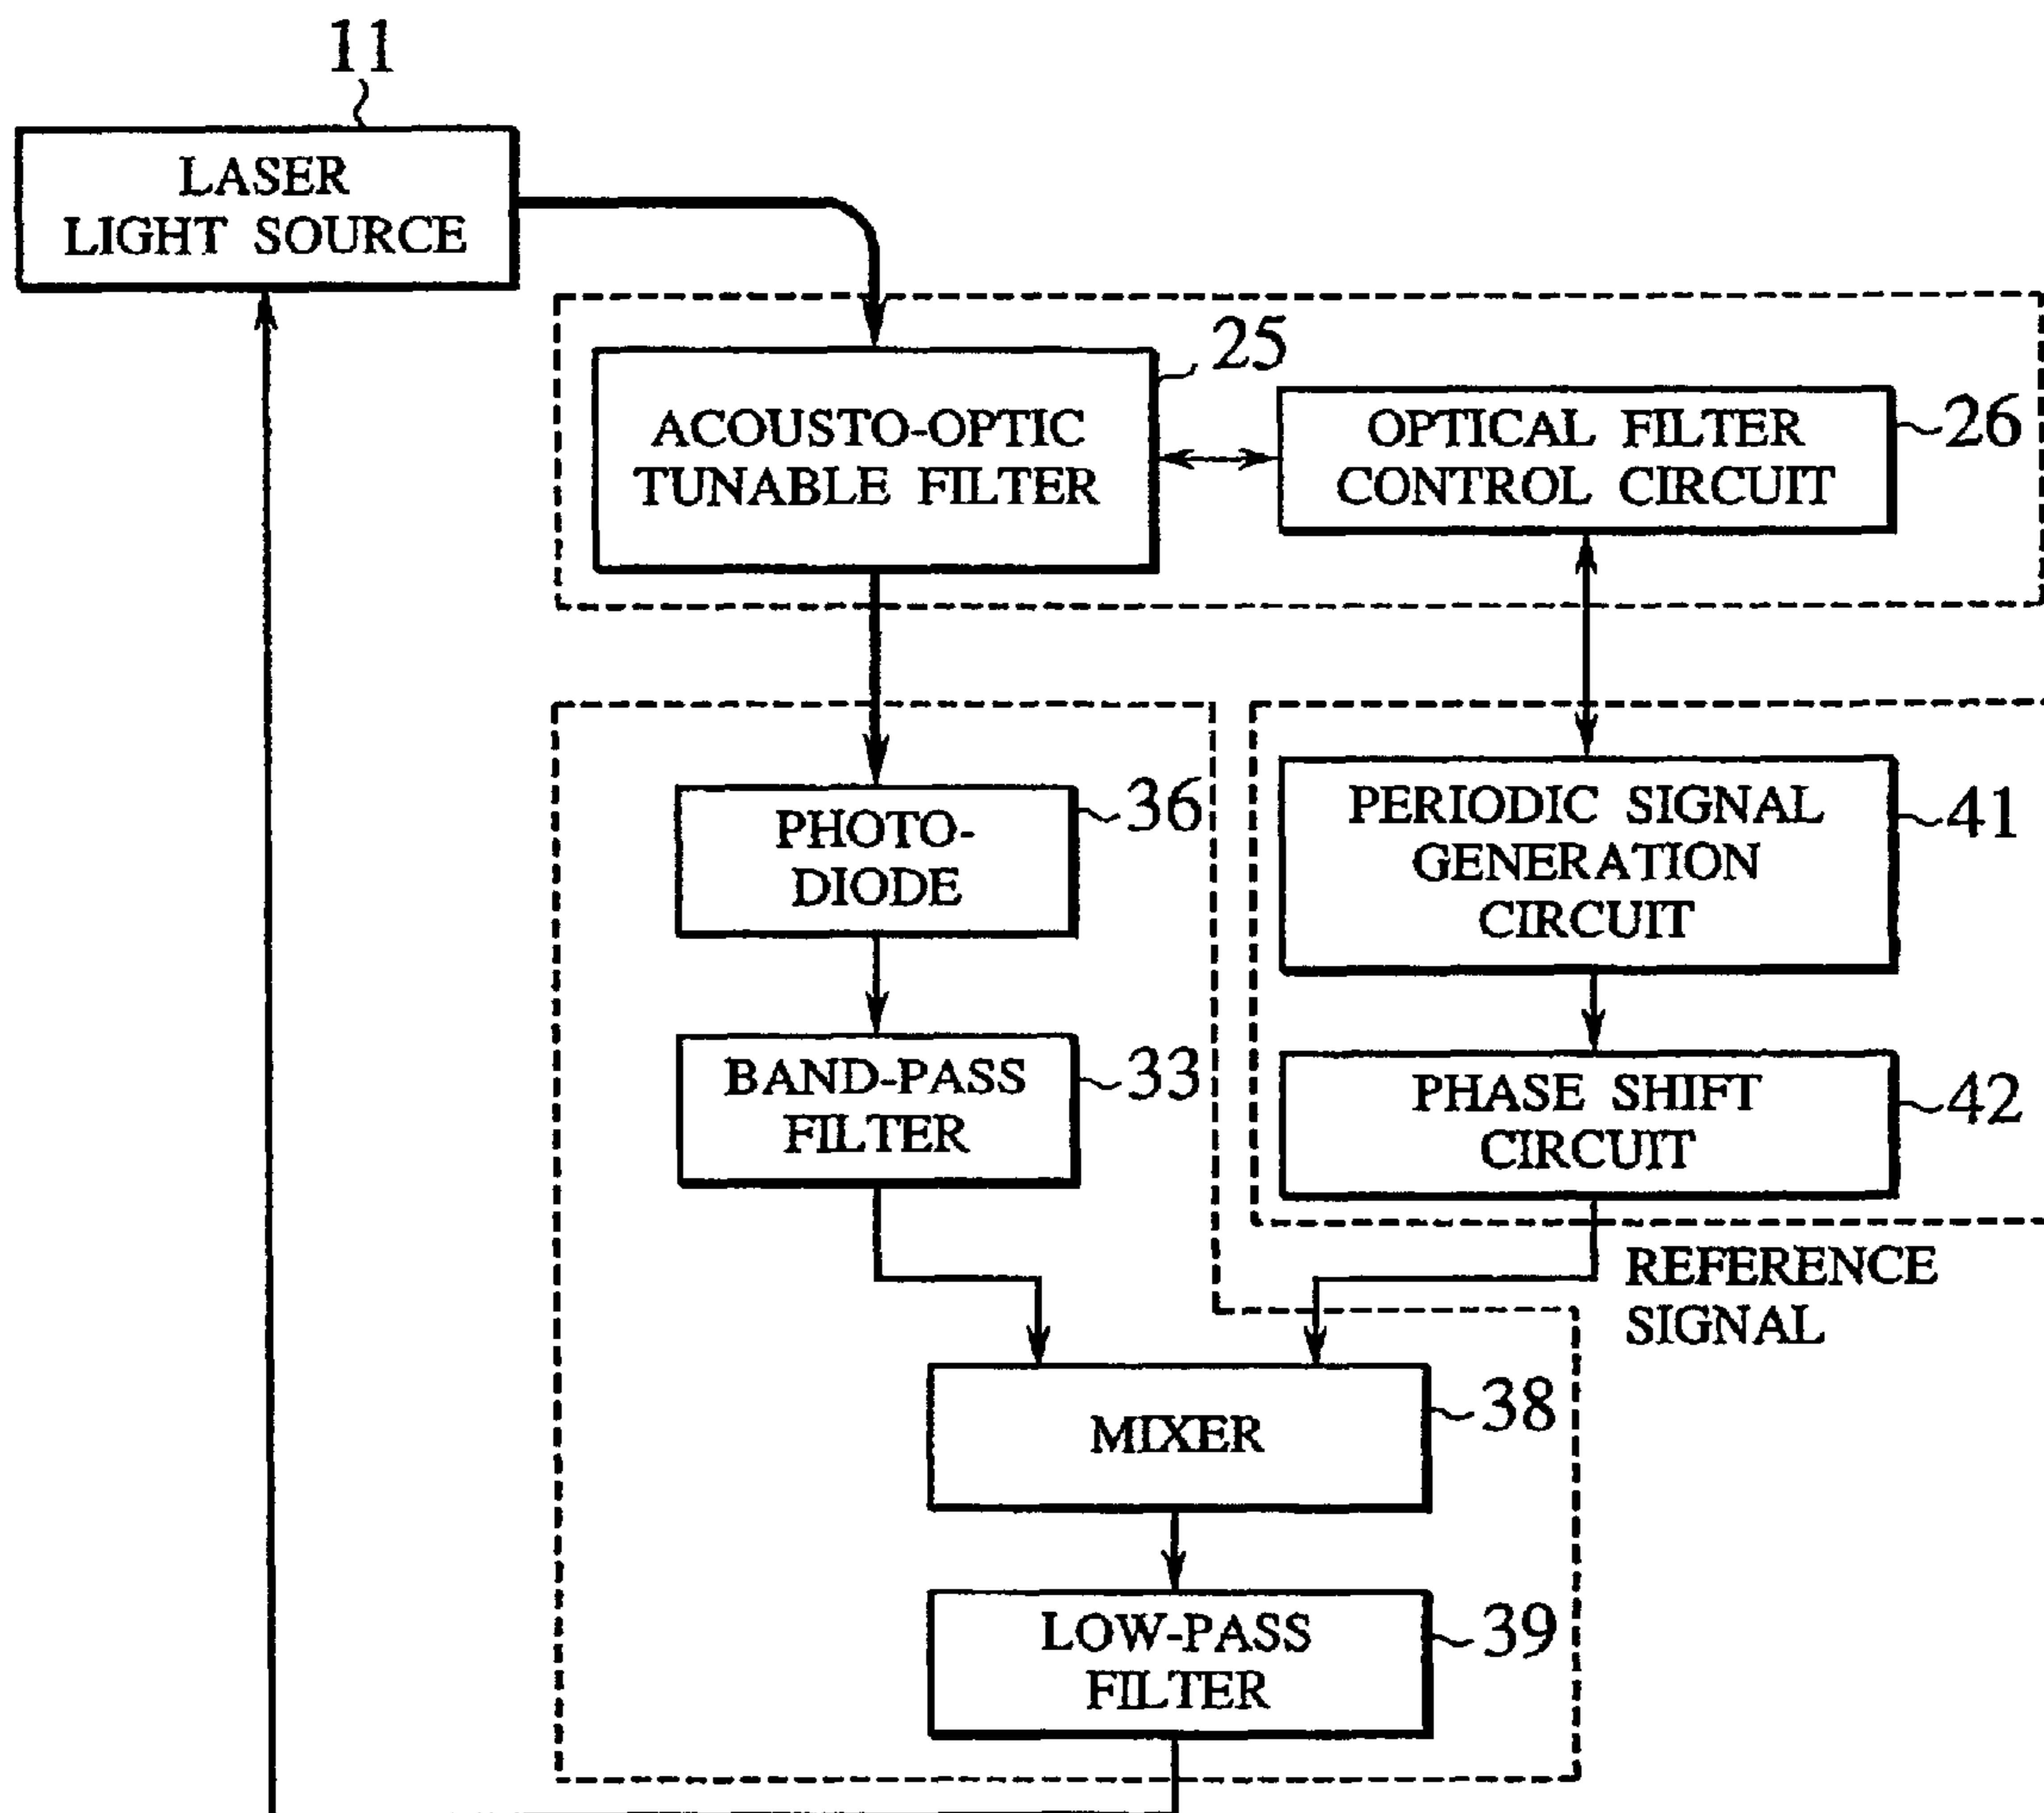 11
LASER
LIGHT SOURCE
25
ACOUSTO-OPTIC
TUNABLE FILTER
OPTICAL FILTER
CONTROL CIRCUIT
26
PHOTO-
DIODE
36
PERIODIC SIGNAL
GENERATION
CIRCUIT
41
BAND-PASS
FILTER
33
PHASE SHIFT
CIRCUIT
42
REFERENCE
SIGNAL
MIXER
38
LOW-PASS
FILTER
39